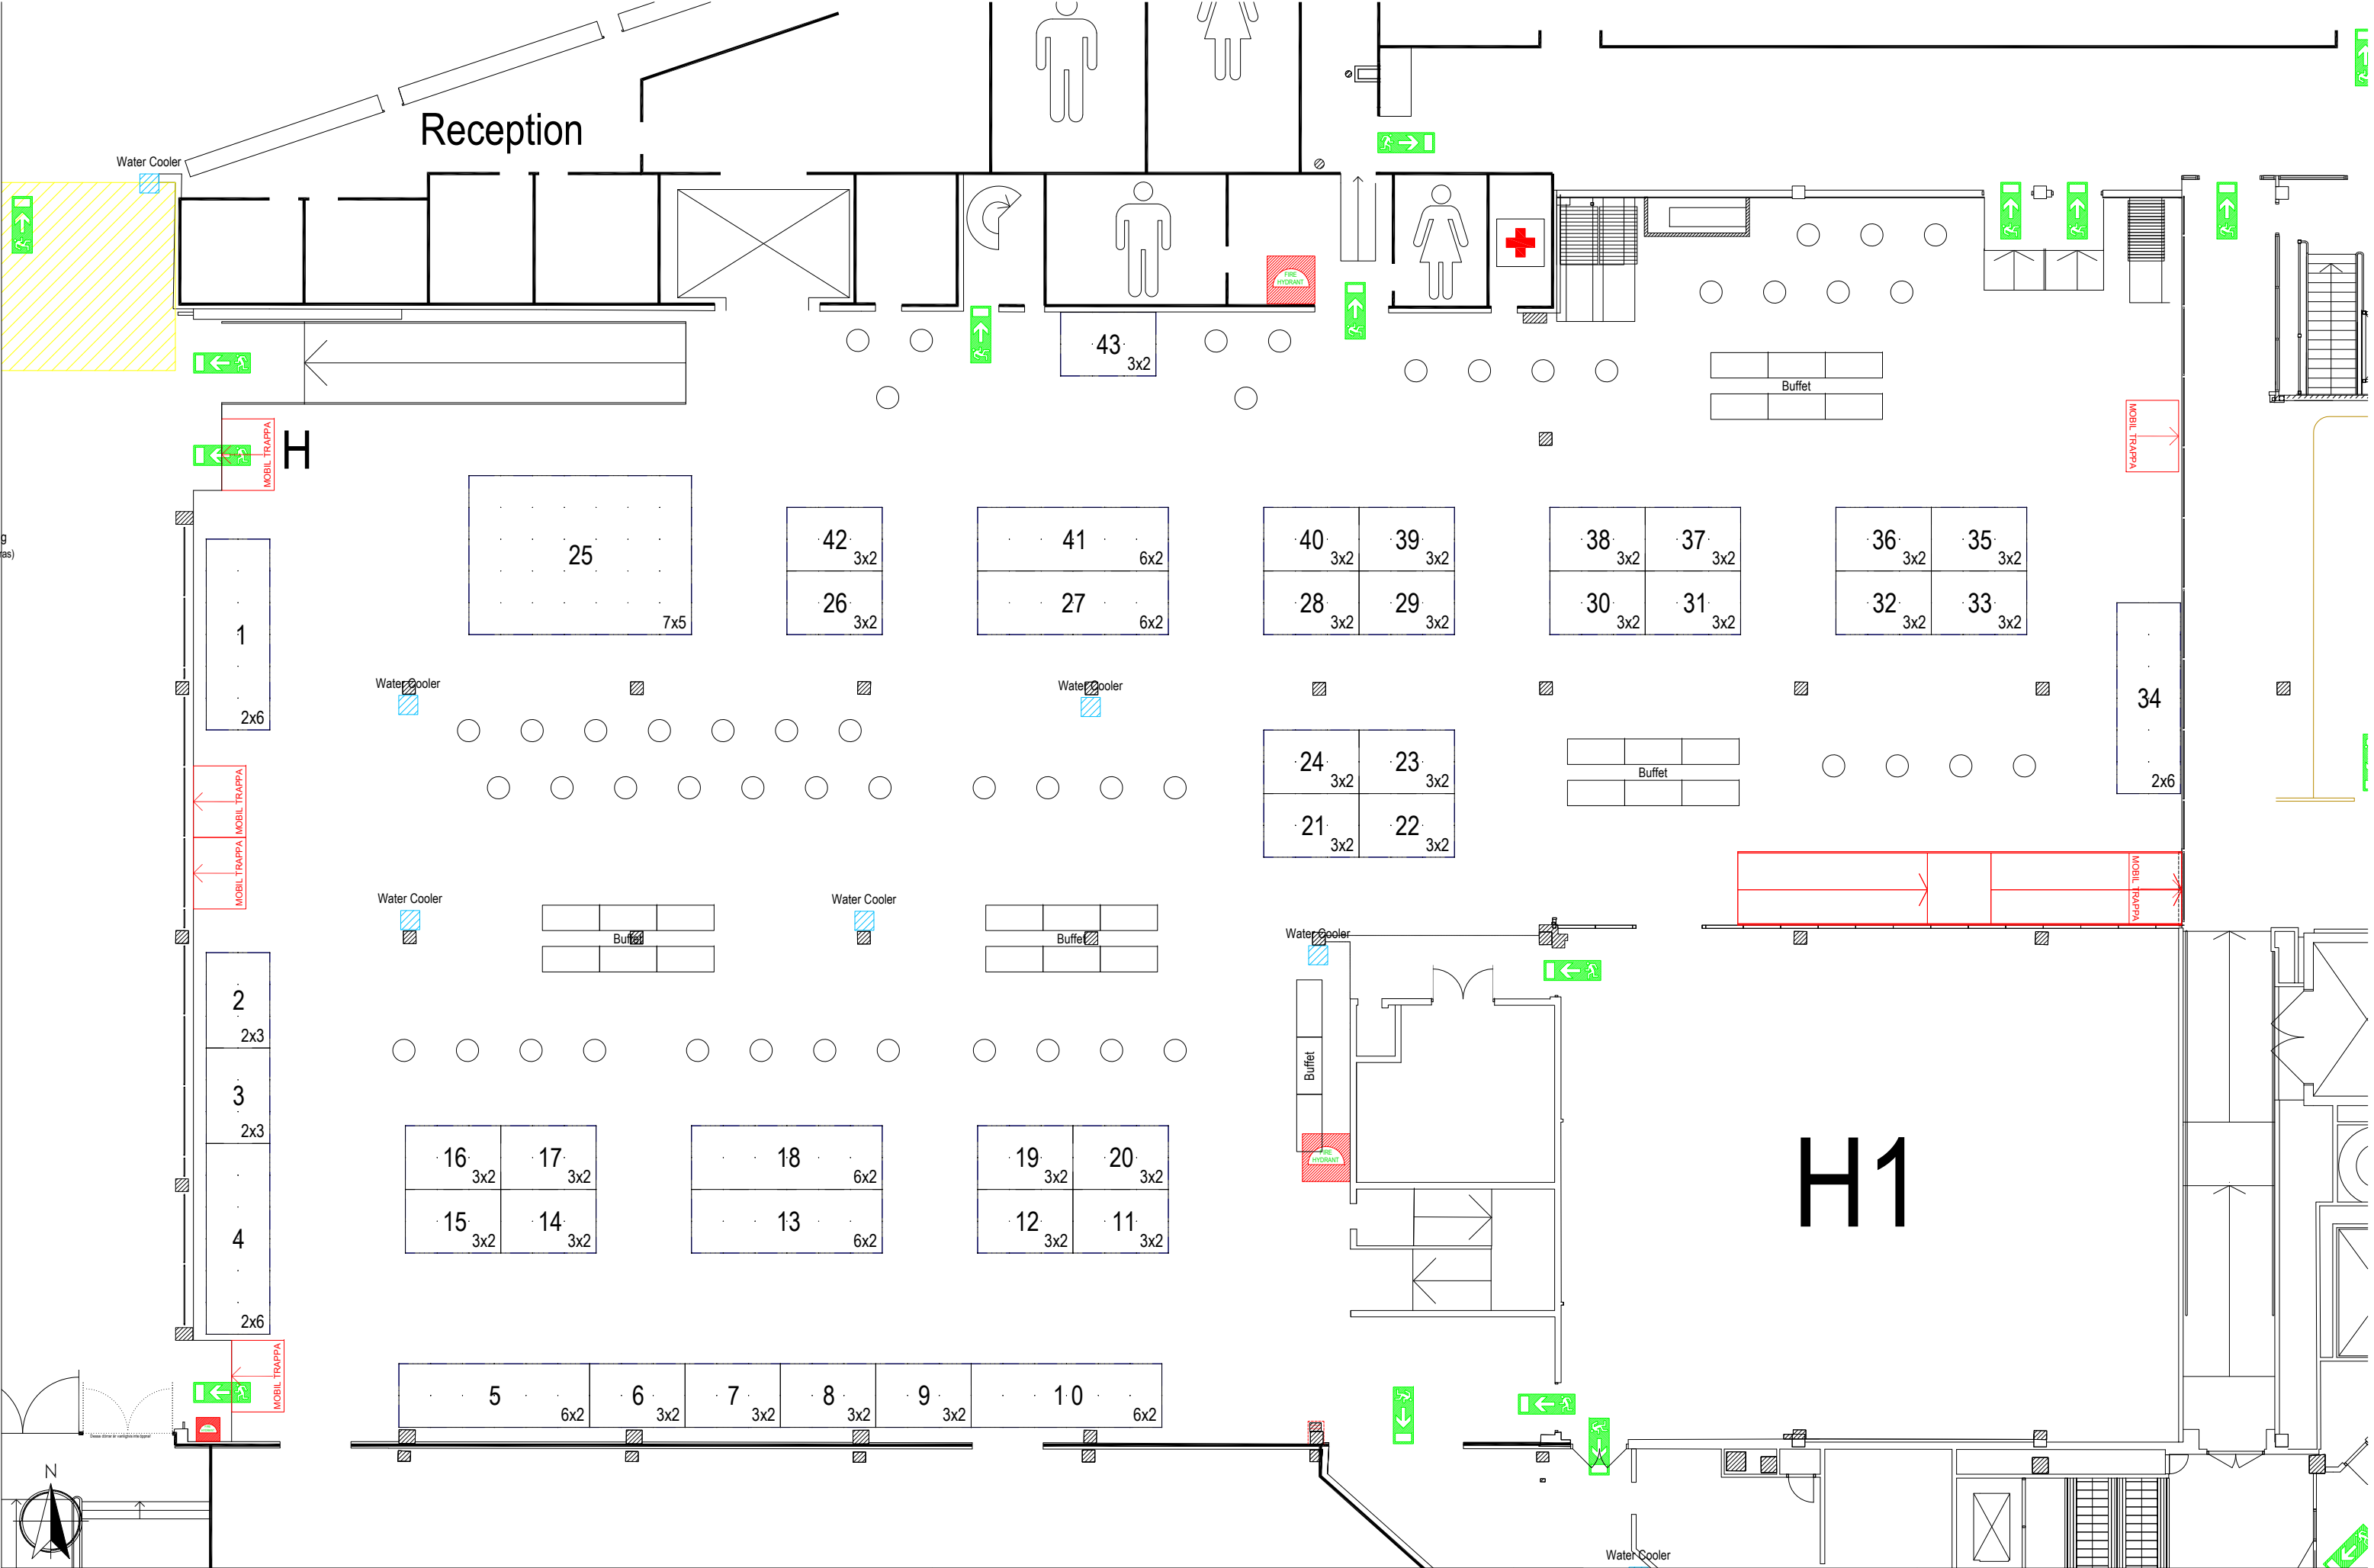 Reception
Water Cooler
FIRE
HYDRANT
43
3x2
Buffet
MOBIL TRAPPA
H
MOBIL TRAPPA
g
ras)
25
7x5
42
3x2
26
3x2
41
6x2
27
6x2
40
3x2
39
3x2
28
3x2
29
3x2
38
3x2
37
3x2
30
3x2
31
3x2
36
3x2
35
3x2
32
3x2
33
3x2
1
2x6
34
2x6
Water Cooler
Water Cooler
24
3x2
23
3x2
21
3x2
22
3x2
Buffet
MOBIL TRAPPA
MOBIL TRAPPA
MOBIL TRAPPA
Water Cooler
Water Cooler
Buffet
Buffet
Water Cooler
2
2x3
3
2x3
4
2x6
Buffet
FIRE
HYDRANT
16
3x2
17
3x2
15
3x2
14
3x2
18
6x2
13
6x2
19
3x2
20
3x2
12
3x2
11
3x2
H1
MOBIL TRAPPA
5
6x2
6
3x2
7
3x2
8
3x2
9
3x2
10
6x2
N
Water Cooler